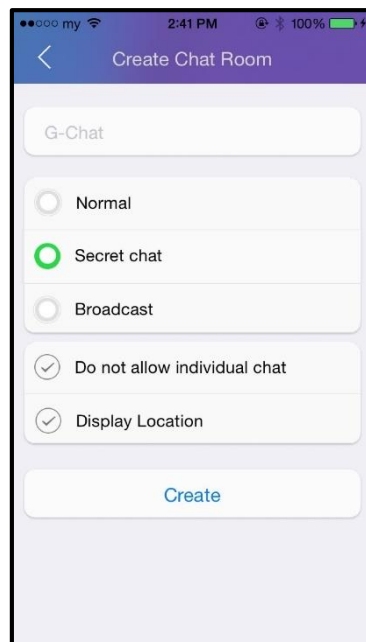 my 2:41 PM 100%
Create Chat Room
G-Chat
Normal
Secret chat
Broadcast
Do not allow individual chat
Display Location
Create